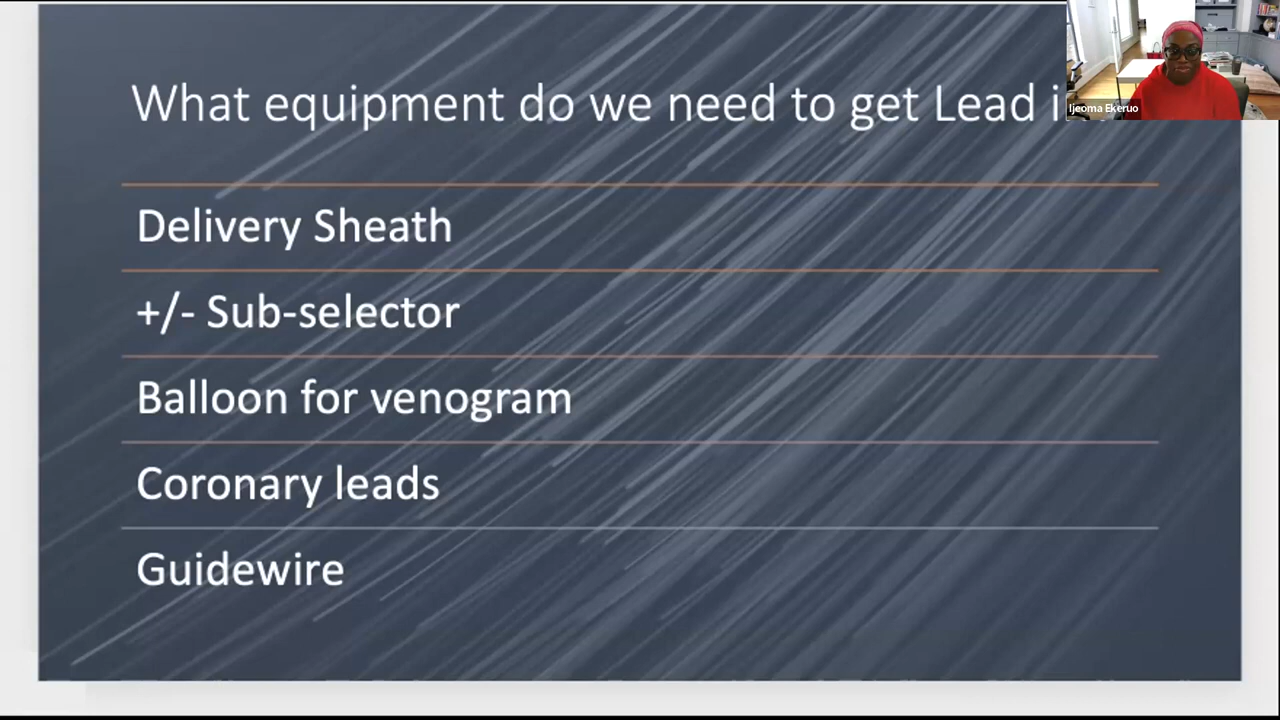 What equipment do we need to get Lead
Ijeoma Ekeruo
Delivery Sheath
+/- Sub-selector
Balloon for venogram
Coronary leads
Guidewire